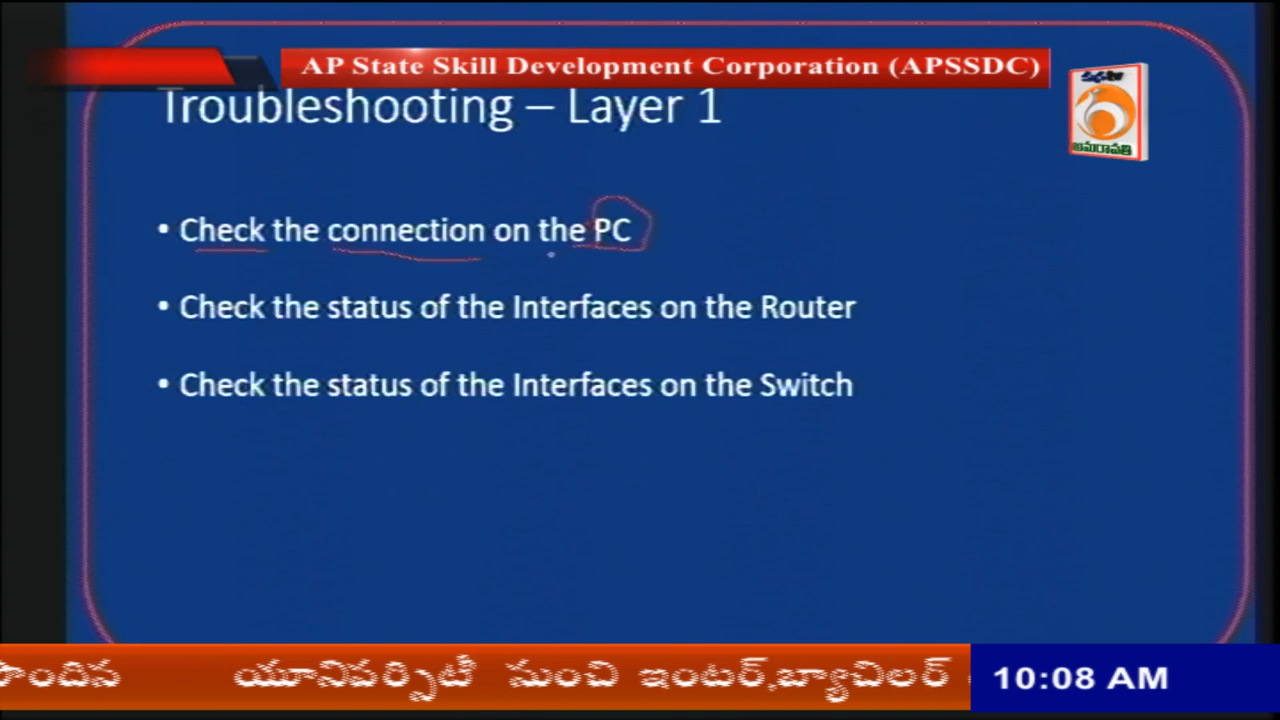 AP State Skill Development Corporation (APSSDC)
Troubleshooting – Layer 1
అమరావతి
• Check the connection on the PC
• Check the status of the Interfaces on the Router
• Check the status of the Interfaces on the Switch
యూనివర్సిటీ నుంచి ఇంటర్,బ్యాచిలర్
10:08 AM